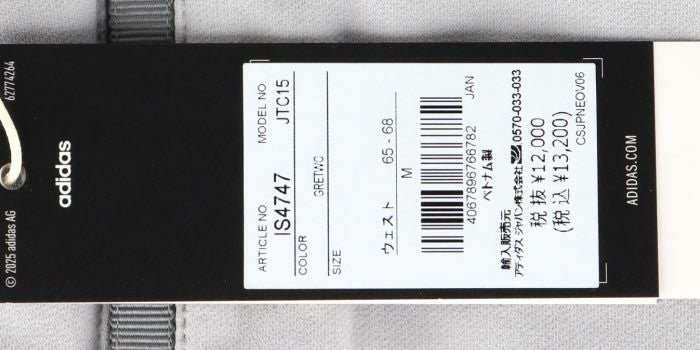 62774264
© 2025 adidas AG
adidas
ARTICLE NO. MODEL NO.
IS4747 JTC15
COLOR
GRETWO
SIZE
ウェスト 65 - 68
M
JAN
4067896766782
ベトナム製
輸入販売元
アディダス ジャパン株式会社 0570-033-033
税 抜 ¥12,000
(税 込 ¥13,200)
CSJPNEOV06
ADIDAS.COM